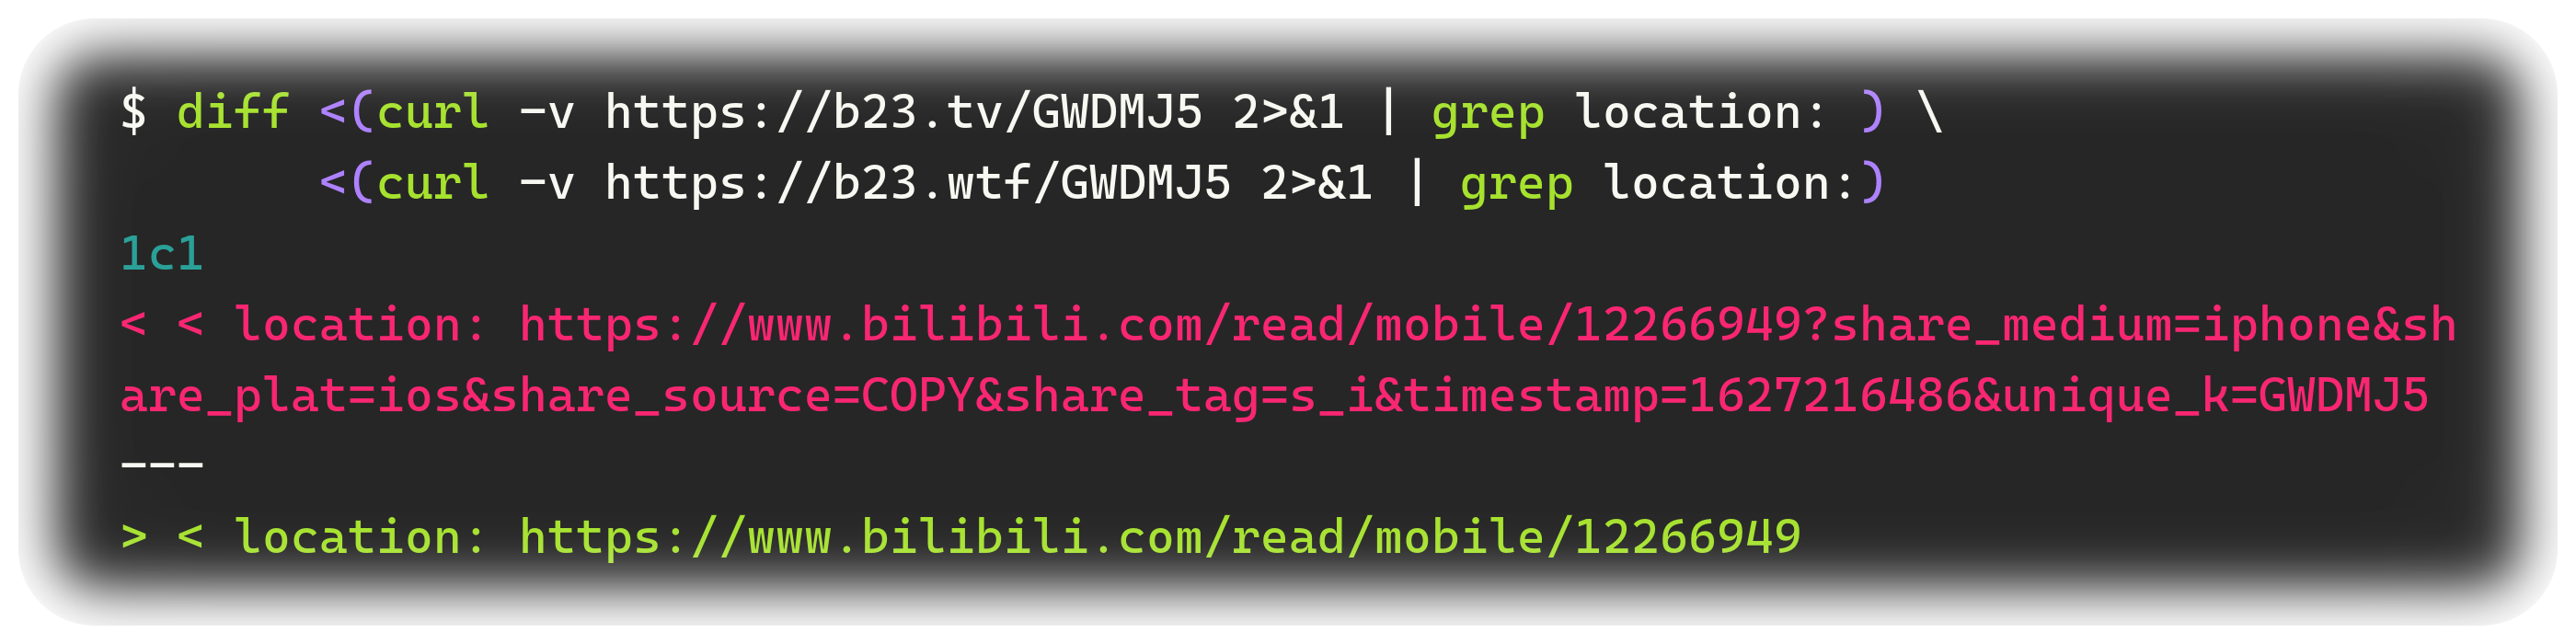 $ diff <(curl -v https://b23.tv/GWDMJ5 2>&1 | grep location: ) \
<(curl -v https://b23.wtf/GWDMJ5 2>&1 | grep location:)
1c1
< < location: https://www.bilibili.com/read/mobile/12266949?share_medium=iphone&sh
are_plat=ios&share_source=COPY&share_tag=s_i&timestamp=1627216486&unique_k=GWDMJ5
---
> < location: https://www.bilibili.com/read/mobile/12266949